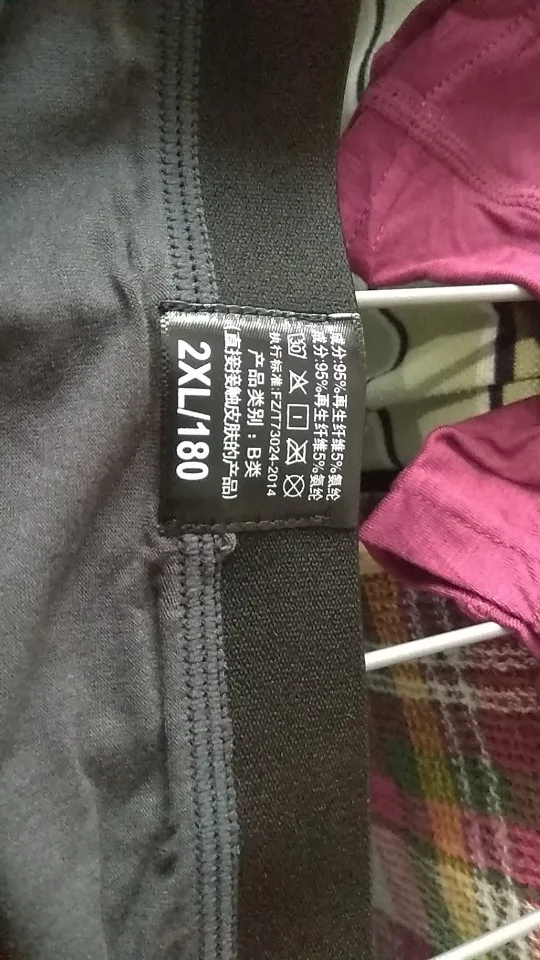 成分:95%再生纤维5%氨纶
成分:95%再生纤维5%氨纶
30
执行标准:FZ/T73024-2014
产品类别：B类
(直接接触皮肤的产品)
2XL/180